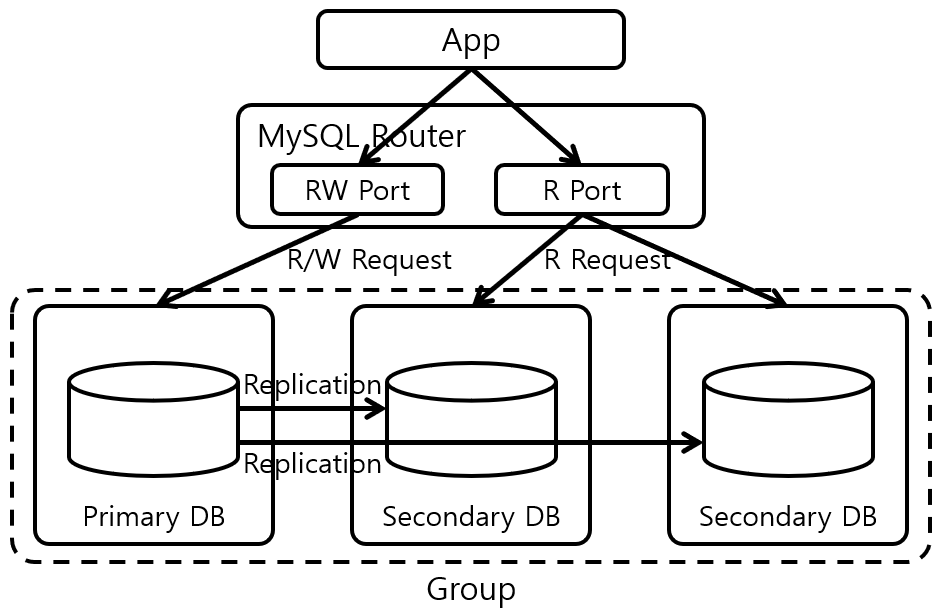 App
MySQL Router
RW Port
R Port
R/W Request
R Request
Replication
Replication
Primary DB
Secondary DB
Secondary DB
Group